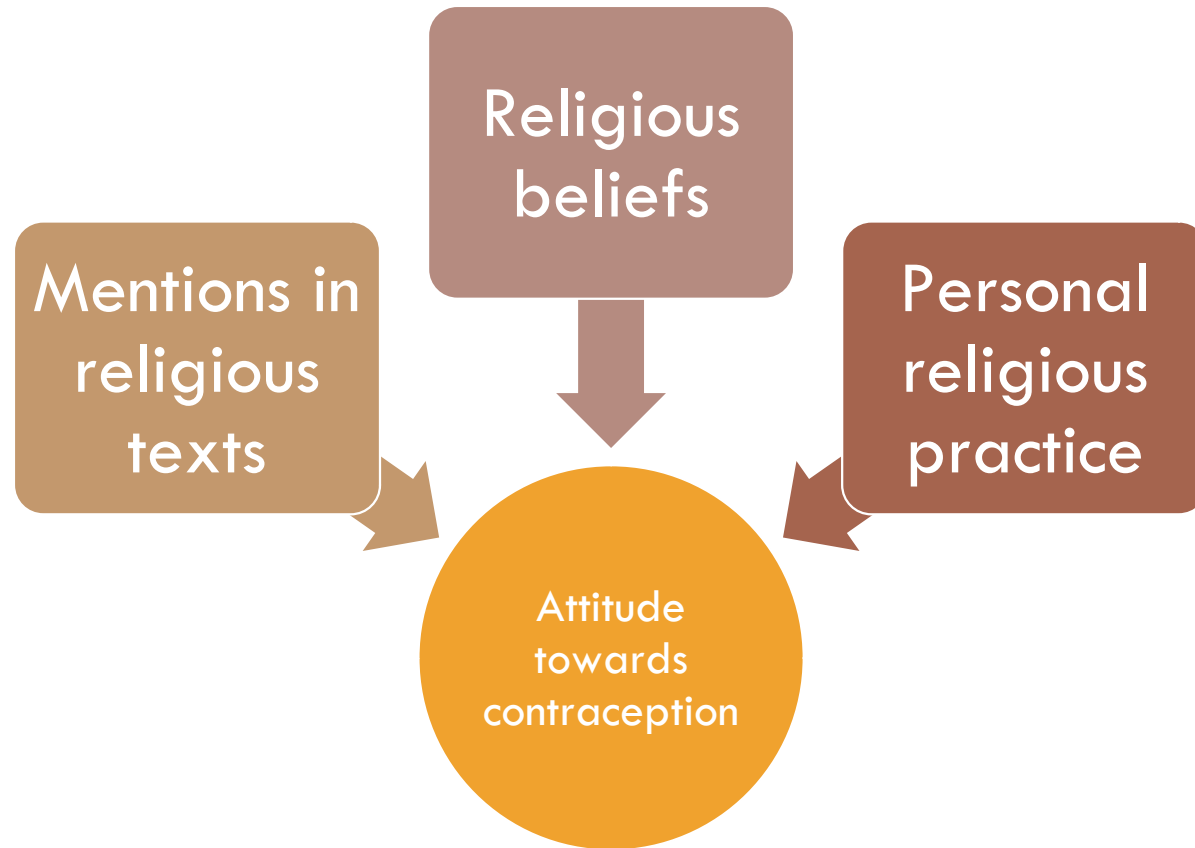 Religious
beliefs
Mentions in
religious
texts
Personal
religious
practice
Attitude
towards
contraception